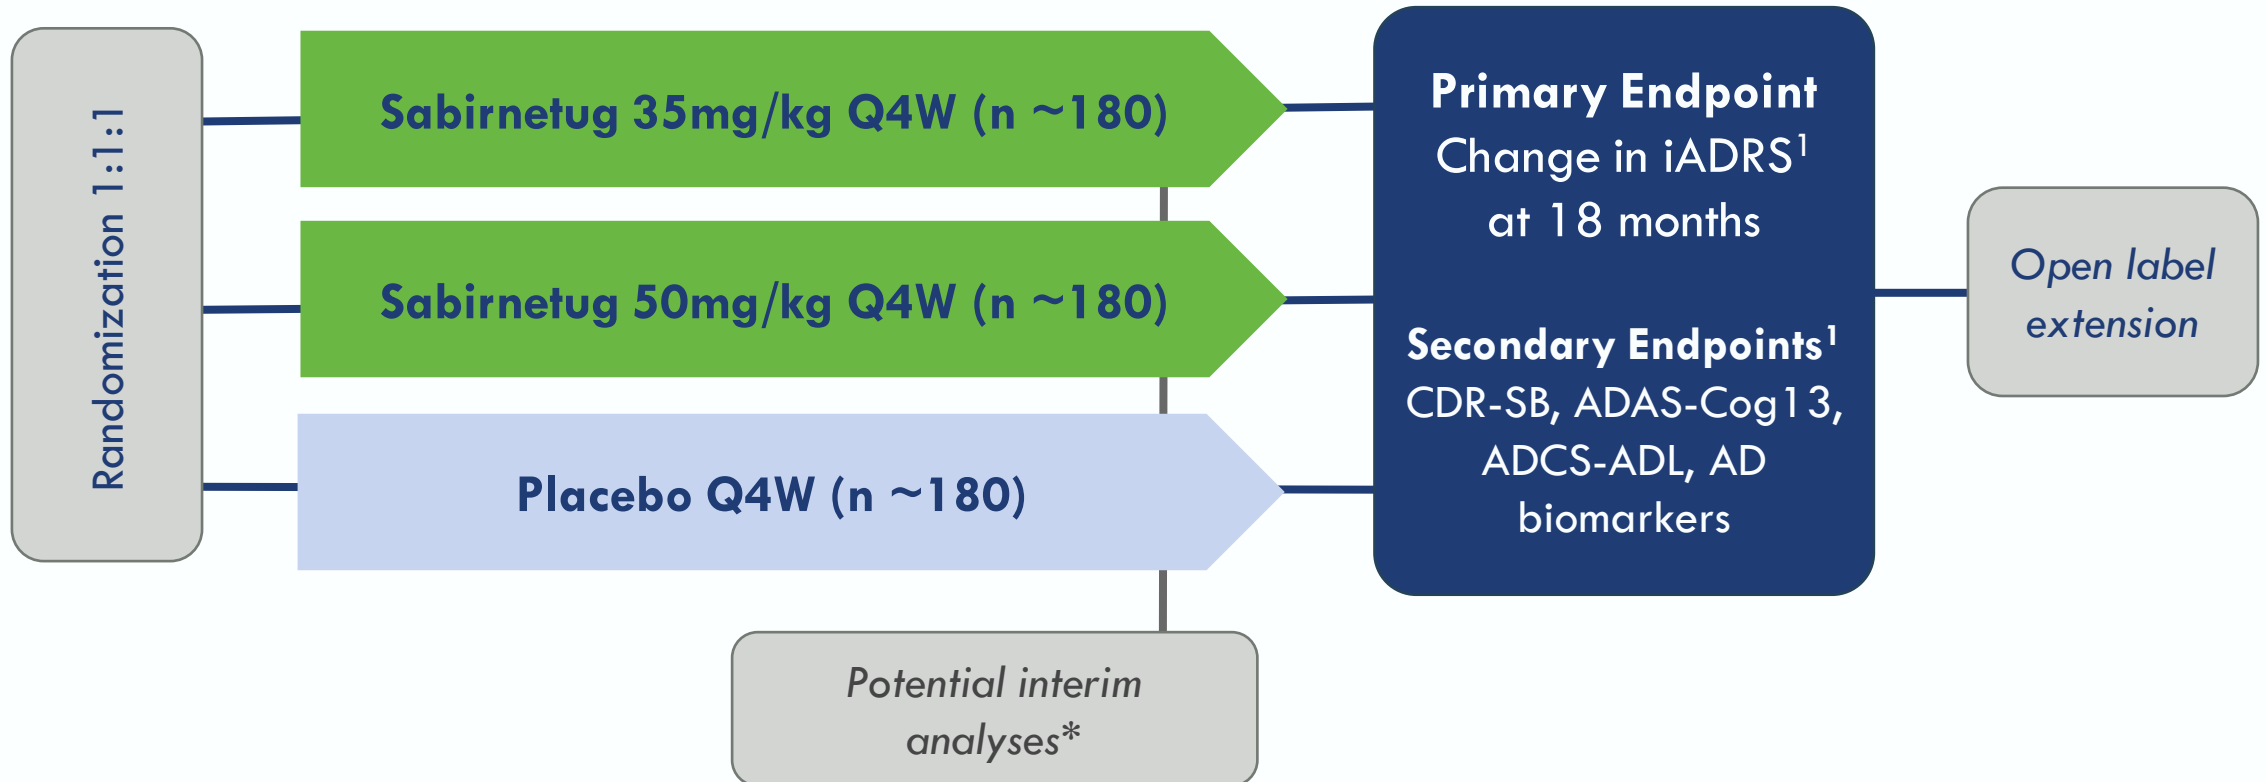 Randomization 1:1:1
Sabirnetug 35mg/kg Q4W (n ~180)
Sabirnetug 50mg/kg Q4W (n ~180)
Placebo Q4W (n ~180)
Potential interim
analyses*
Primary Endpoint
Change in iADRS¹
at 18 months
Secondary Endpoints¹
CDR-SB, ADAS-Cog13,
ADCS-ADL, AD
biomarkers
Open label
extension